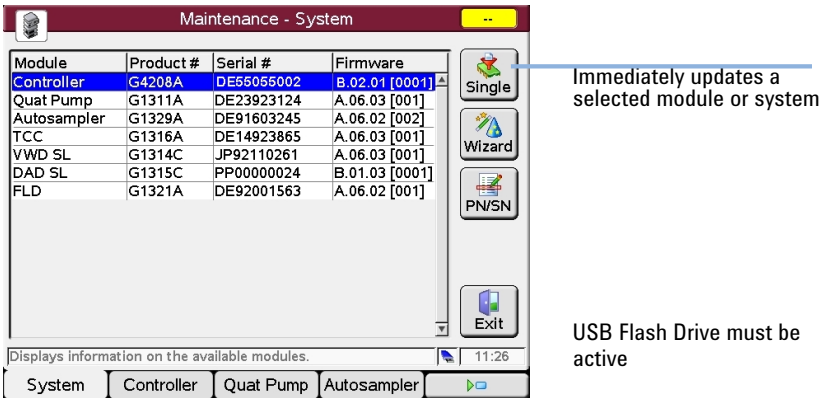 Maintenance - System
--
Module Product # Serial # Firmware
Controller G4208A DE55055002 B.02.01 [0001]
Quat Pump G1311A DE23923124 A.06.03 [001]
Autosampler G1329A DE91603245 A.06.02 [002]
TCC G1316A DE14923865 A.06.03 [001]
VWD SL G1314C JP92110261 A.06.03 [001]
DAD SL G1315C PP00000024 B.01.03 [0001]
FLD G1321A DE92001563 A.06.02 [001]
Single
Wizard
PN/SN
Exit
Immediately updates a
selected module or system
USB Flash Drive must be
active
Displays information on the available modules. 11:26
System Controller Quat Pump Autosampler